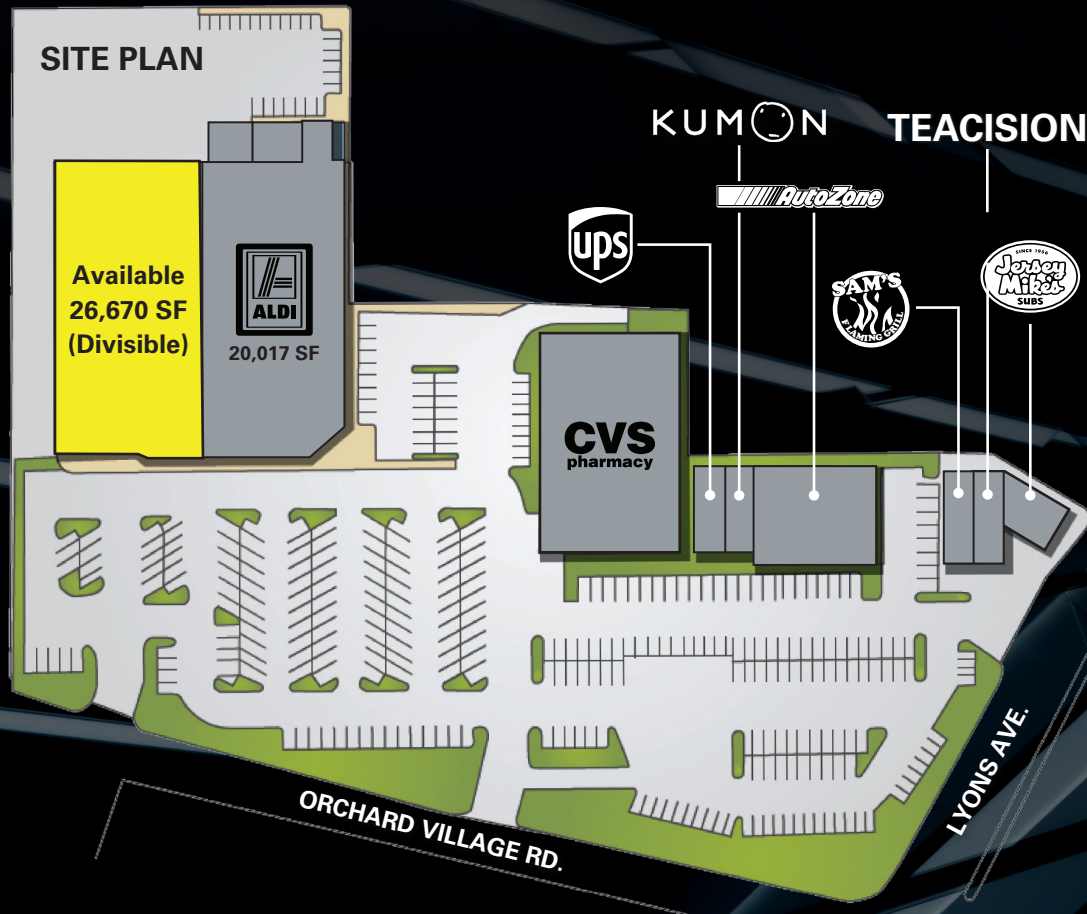 SITE PLAN
KUMON
TEACISION
AutoZone
ups
SINCE 1956
Jersey
Mike's
SUBS
SAM'S
FLAMING GRILL
Available
26,670 SF
(Divisible)
ALDI
20,017 SF
CVS
pharmacy
LYONS AVE.
ORCHARD VILLAGE RD.